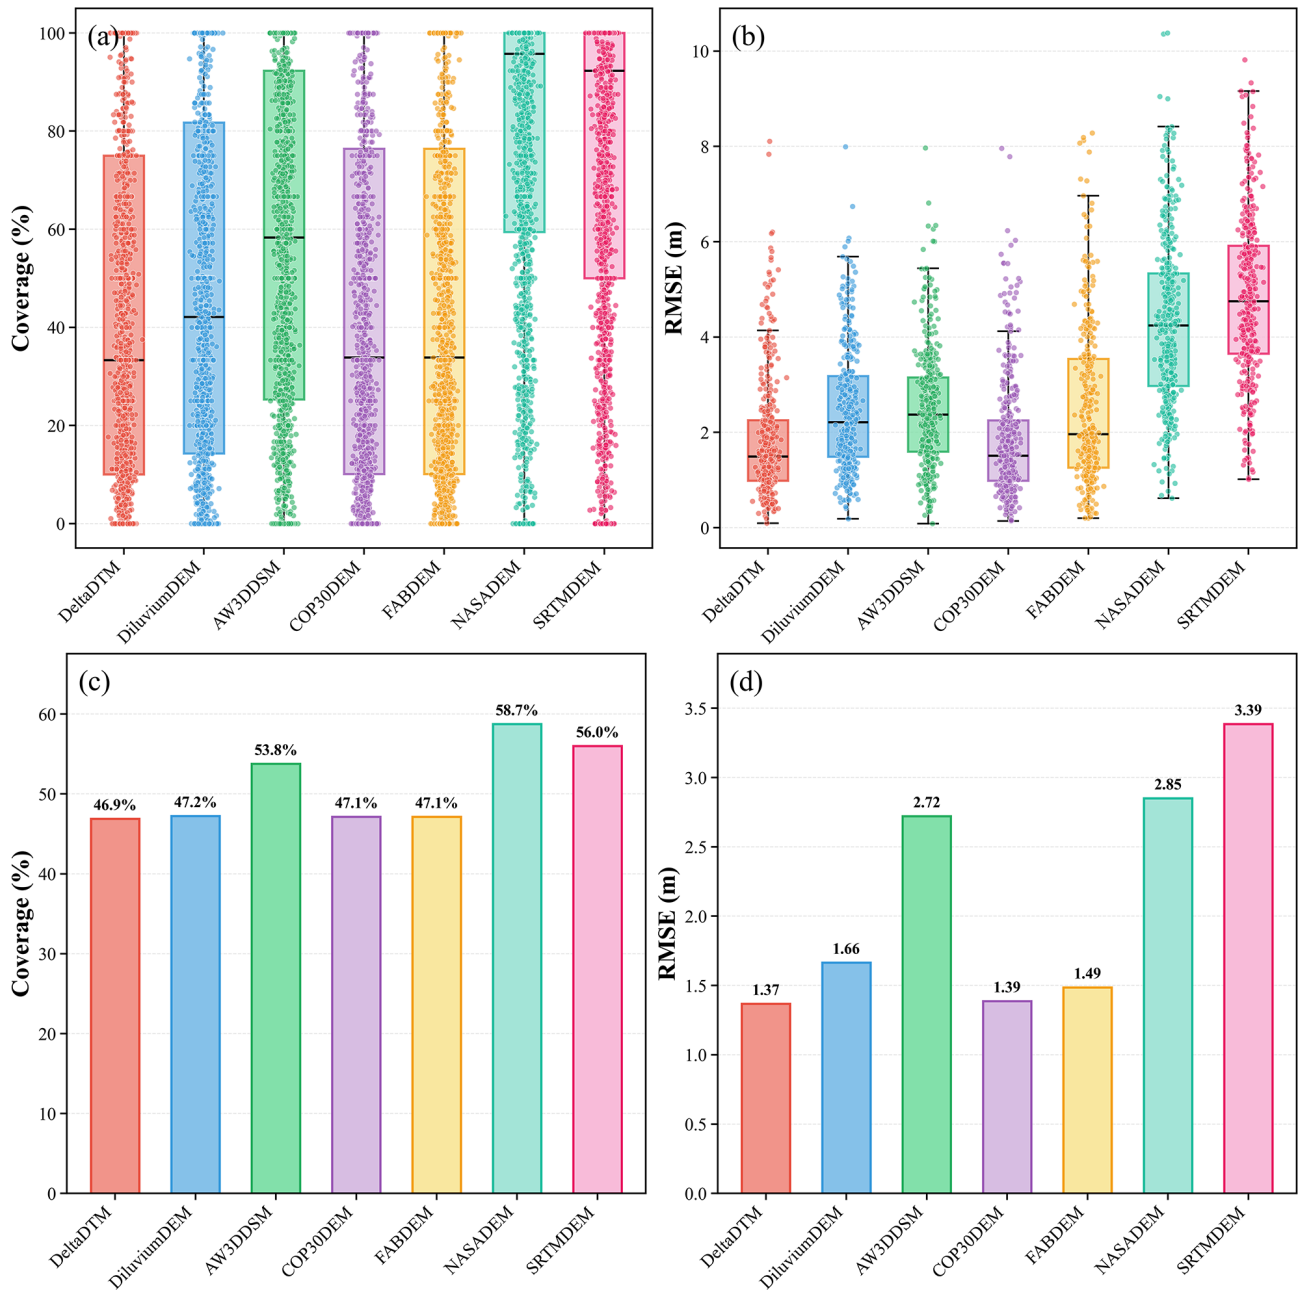 (a)
Coverage (%)
100
80
60
40
20
0
DeltaDTM
DiluviumDEM
AW3DDSM
COP30DEM
FABDEM
NASADEM
SRTMDEM
(b)
RMSE (m)
10
8
6
4
2
0
DeltaDTM
DiluviumDEM
AW3DDSM
COP30DEM
FABDEM
NASADEM
SRTMDEM
(c)
Coverage (%)
60
50
40
30
20
10
0
46.9%
47.2%
53.8%
47.1%
47.1%
58.7%
56.0%
DeltaDTM
DiluviumDEM
AW3DDSM
COP30DEM
FABDEM
NASADEM
SRTMDEM
(d)
RMSE (m)
3.5
3.0
2.5
2.0
1.5
1.0
0.5
0.0
1.37
1.66
2.72
1.39
1.49
2.85
3.39
DeltaDTM
DiluviumDEM
AW3DDSM
COP30DEM
FABDEM
NASADEM
SRTMDEM